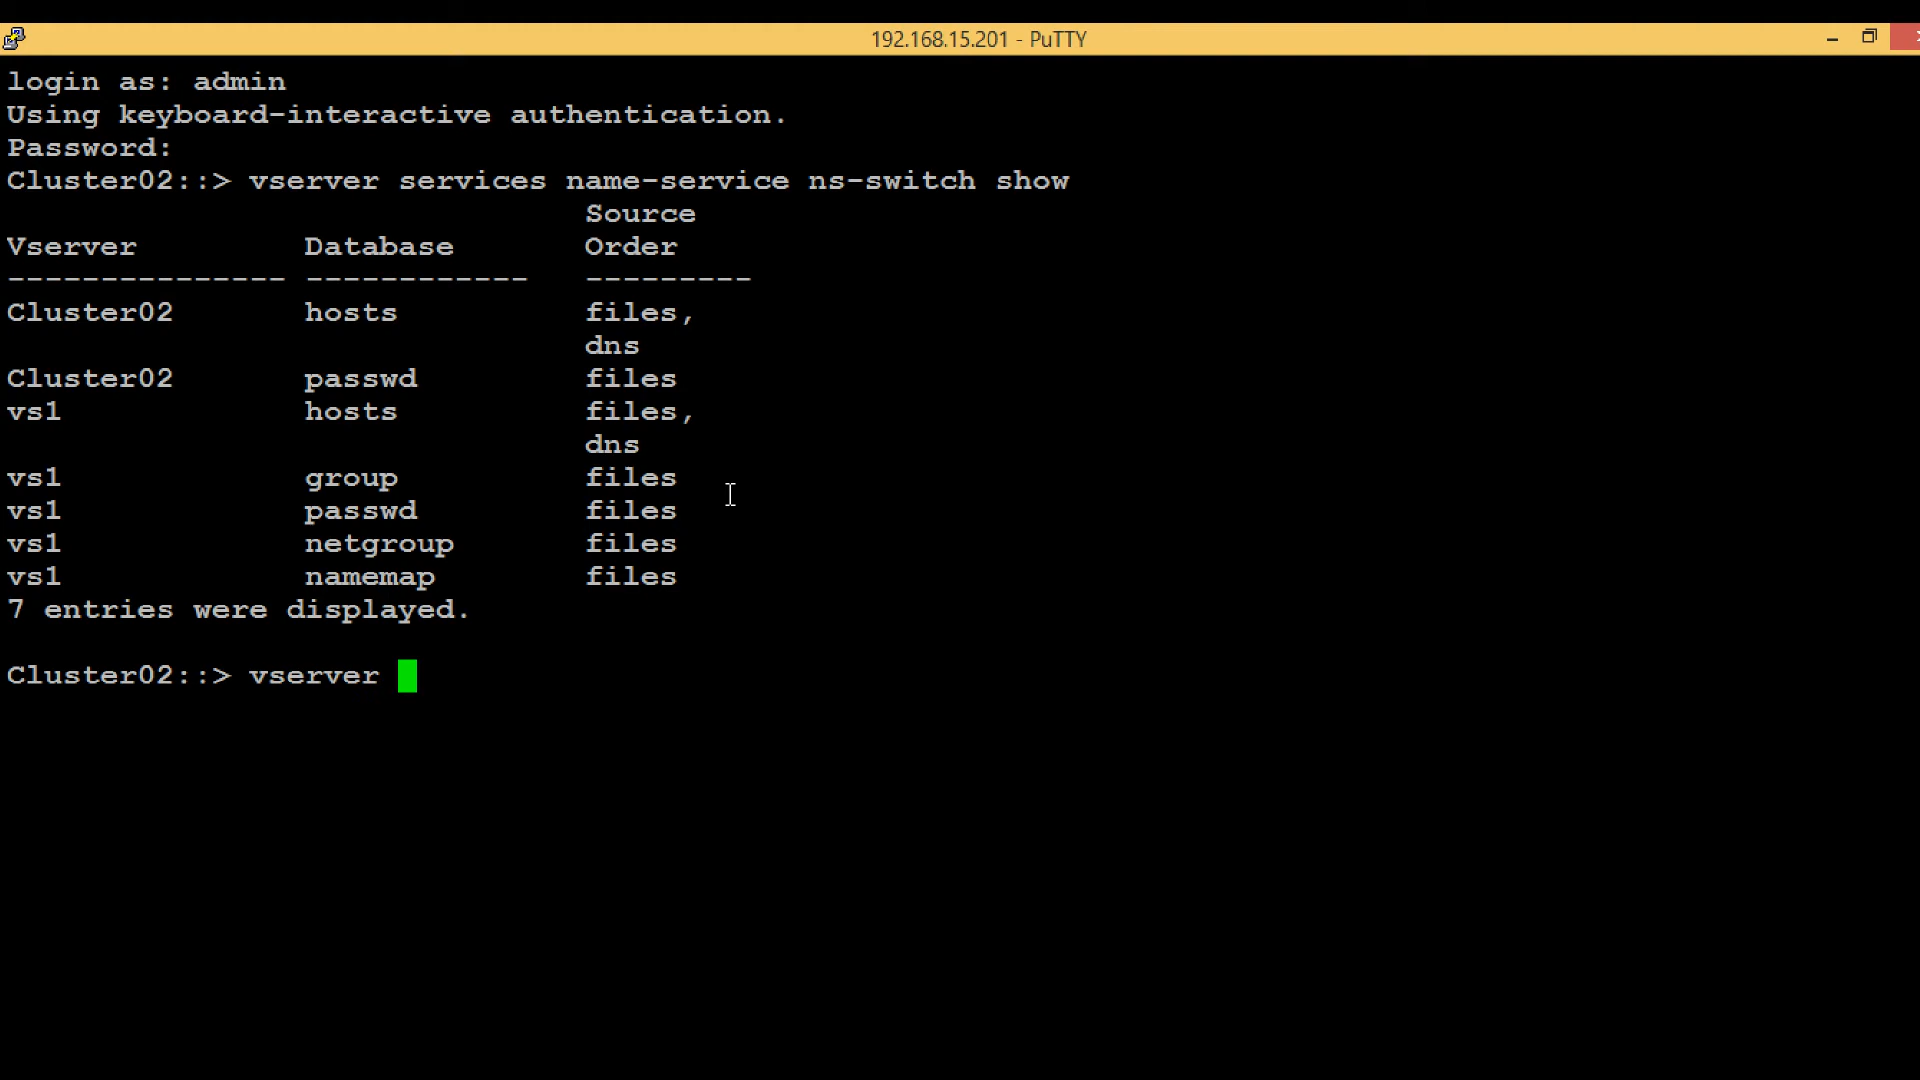 192.168.15.201 - PuTTY
login as: admin
Using keyboard-interactive authentication.
Password:
Cluster02::> vserver services name-service ns-switch show
                               Source
Vserver         Database       Order
--------------- ------------   ---------
Cluster02       hosts          files,
                               dns
Cluster02       passwd         files
vs1             hosts          files,
                               dns
vs1             group          files
vs1             passwd         files
vs1             netgroup       files
vs1             namemap        files
7 entries were displayed.

Cluster02::> vserver